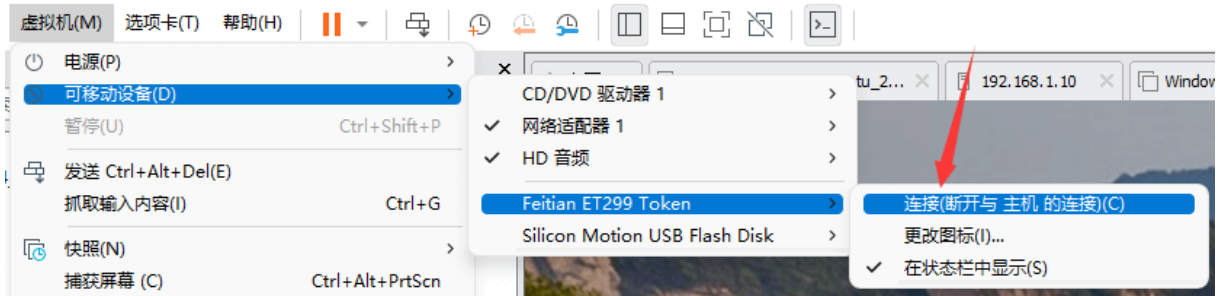 虚拟机(M) 选项卡(T) 帮助(H)
电源(P)
可移动设备(D)
暂停(U) Ctrl+Shift+P
发送 Ctrl+Alt+Del(E)
抓取输入内容(I) Ctrl+G
快照(N)
捕获屏幕 (C) Ctrl+Alt+PrtScn
CD/DVD 驱动器 1
网络适配器 1
HD 音频
Feitian ET299 Token
Silicon Motion USB Flash Disk
tu_2... 192.168.1.10 Window
连接(断开与 主机 的连接)(C)
更改图标(I)...
在状态栏中显示(S)